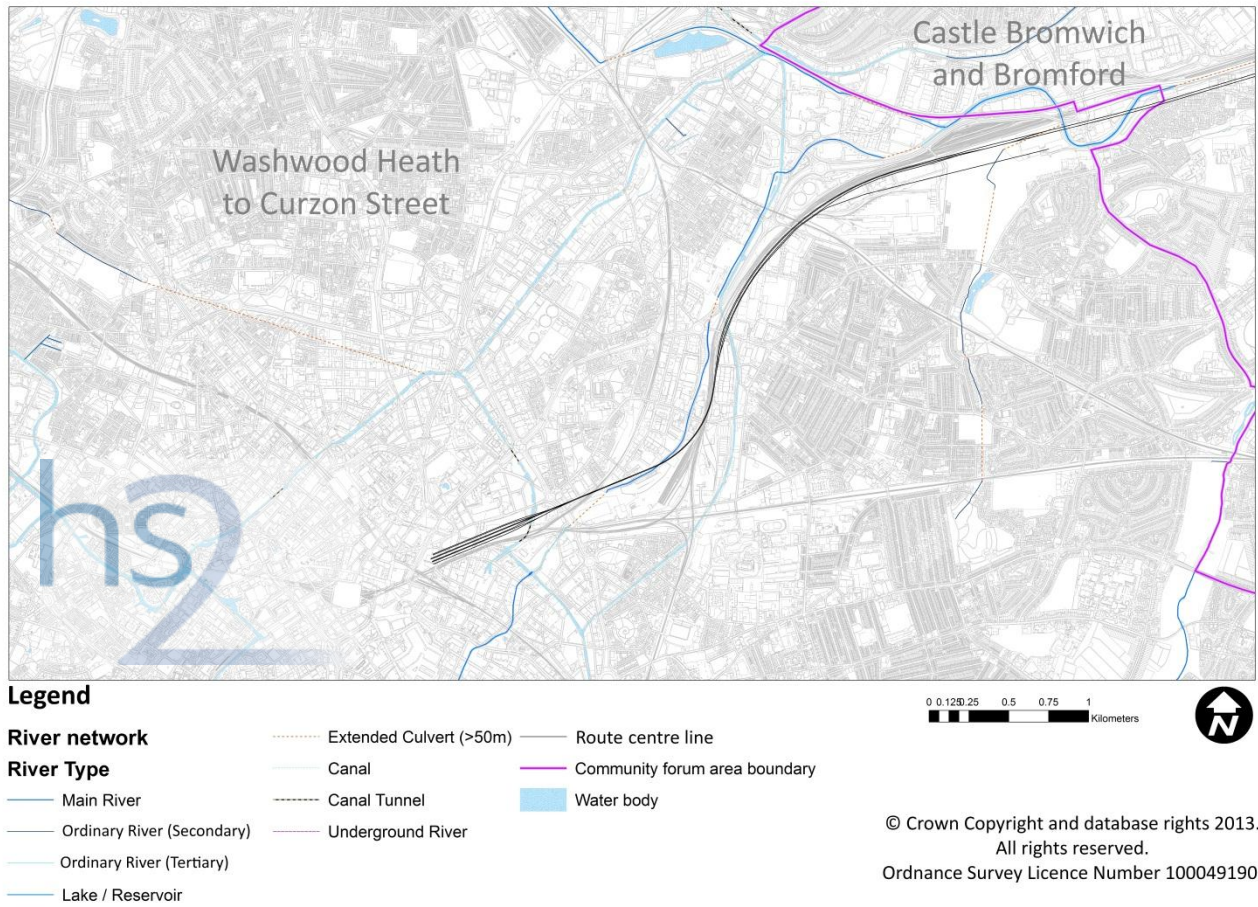 Castle Bromwich
and Bromford
Washwood Heath
to Curzon Street
hs2
Legend
River network
River Type
Main River
Ordinary River (Secondary)
Ordinary River (Tertiary)
Lake / Reservoir
Extended Culvert (>50m)
Canal
Canal Tunnel
Underground River
Route centre line
Community forum area boundary
Water body
0 0.125 0.25 0.5 0.75 1
Kilometers
N
© Crown Copyright and database rights 2013.
All rights reserved.
Ordnance Survey Licence Number 100049190